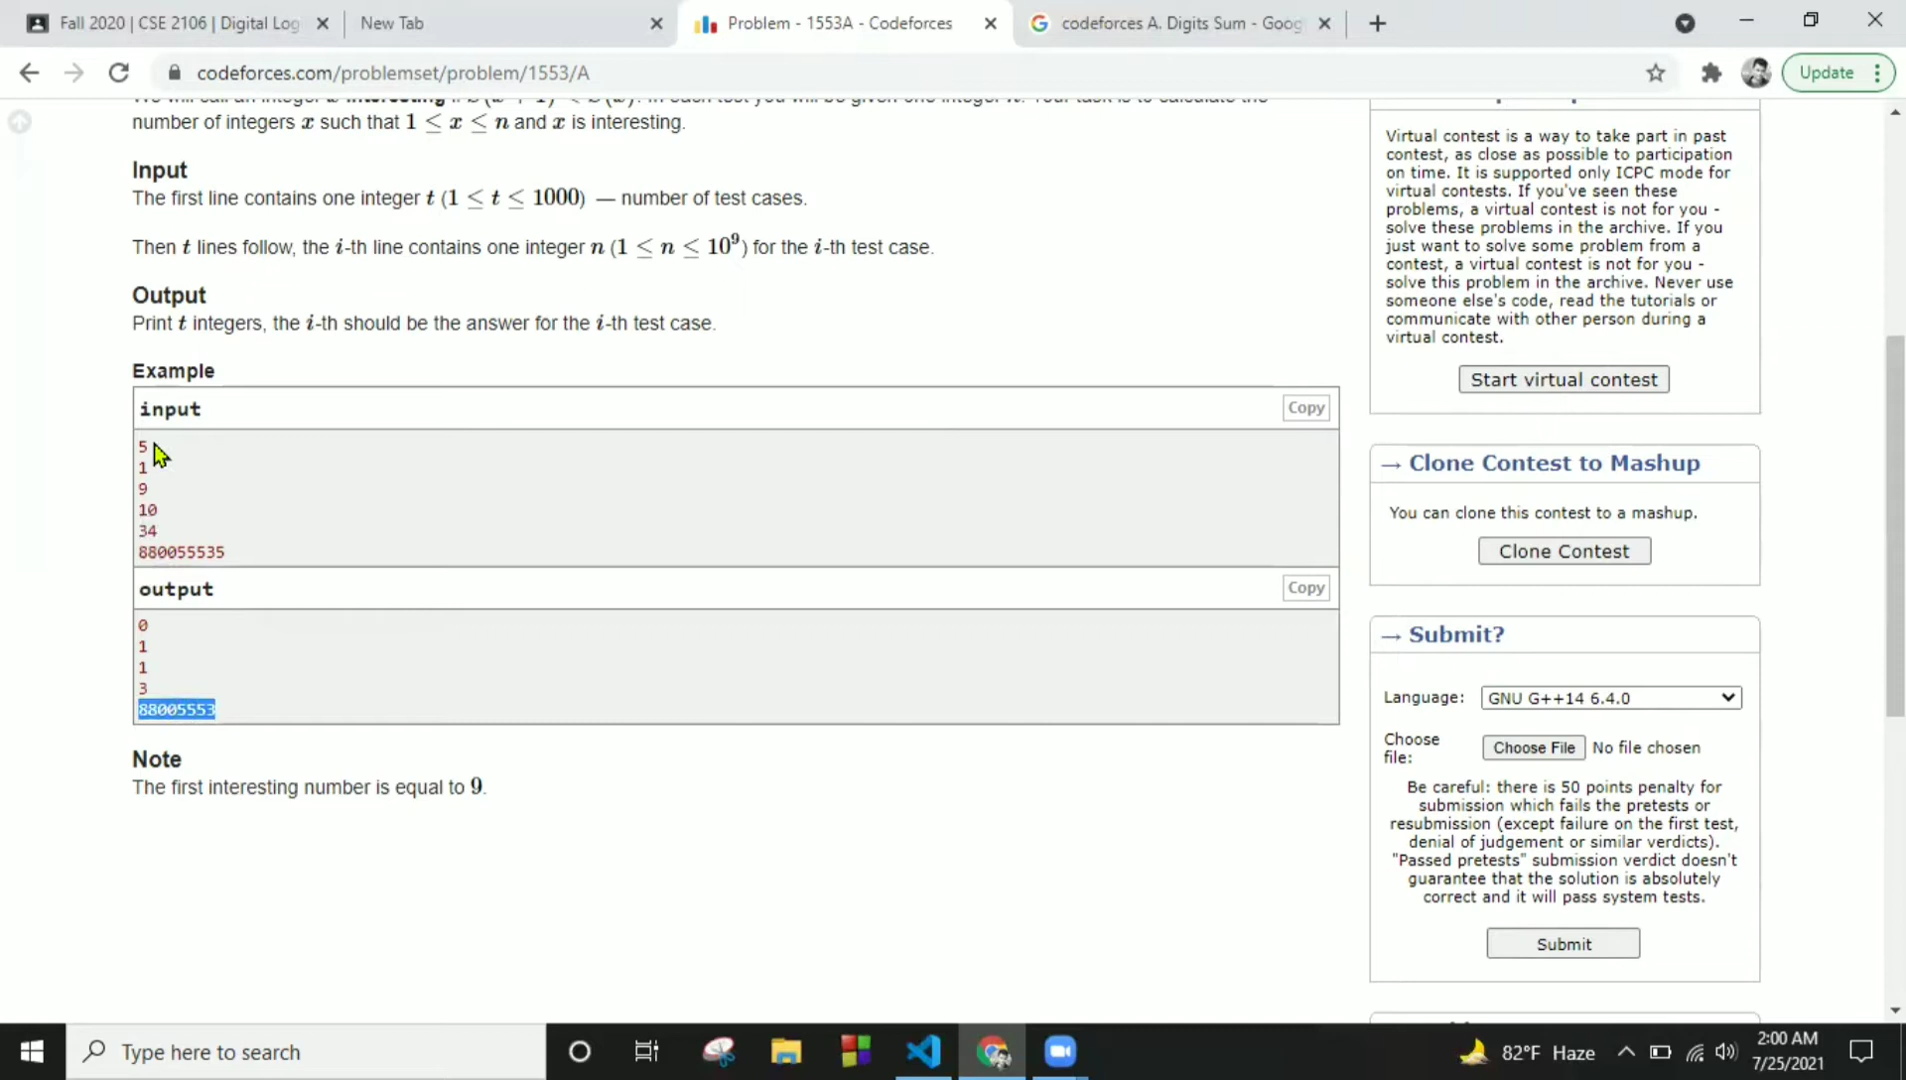 Fall 2020 | CSE 2106 | Digital Log
New Tab
Problem - 1553A - Codeforces
codeforces A. Digits Sum - Goog
codeforces.com/problemset/problem/1553/A
Update
number of integers x such that 1 ≤ x ≤ n and x is interesting.
Input
The first line contains one integer t (1 ≤ t ≤ 1000) — number of test cases.
Then t lines follow, the i-th line contains one integer n (1 ≤ n ≤ 10⁹) for the i-th test case.
Output
Print t integers, the i-th should be the answer for the i-th test case.
Example
input
Copy
5
1
9
10
34
880055535
output
Copy
0
1
1
3
88005553
Note
The first interesting number is equal to 9.
Virtual contest is a way to take part in past
contest, as close as possible to participation
on time. It is supported only ICPC mode for
virtual contests. If you've seen these
problems, a virtual contest is not for you -
solve these problems in the archive. If you
just want to solve some problem from a
contest, a virtual contest is not for you -
solve this problem in the archive. Never use
someone else's code, read the tutorials or
communicate with other person during a
virtual contest.
Start virtual contest
→ Clone Contest to Mashup
You can clone this contest to a mashup.
Clone Contest
→ Submit?
Language: GNU G++14 6.4.0
Choose
file:
Choose File No file chosen
Be careful: there is 50 points penalty for
submission which fails the pretests or
resubmission (except failure on the first test,
denial of judgement or similar verdicts).
"Passed pretests" submission verdict doesn't
guarantee that the solution is absolutely
correct and it will pass system tests.
Submit
Type here to search
82°F Haze
2:00 AM
7/25/2021